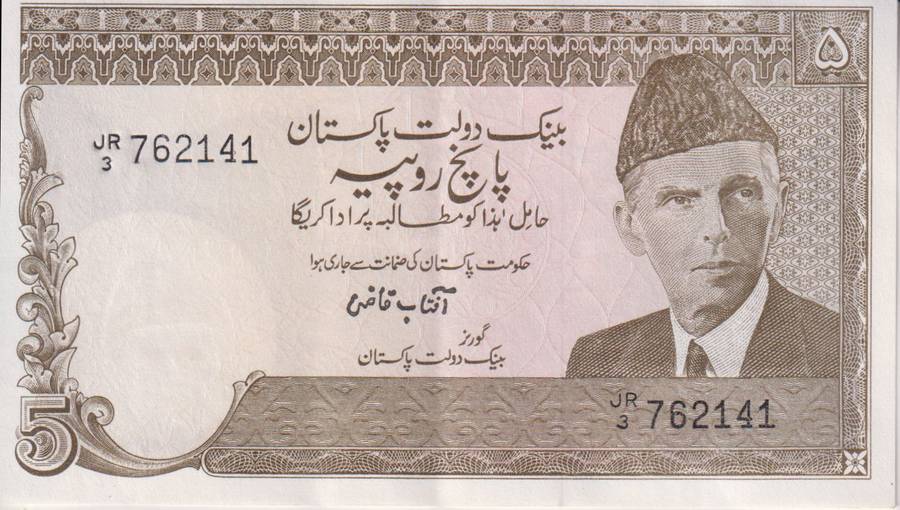 ۵
بینک دولت پاکستان
JR
3 762141
پانچ روپیہ
حامل ہٰذا کو مطالبہ پر ادا کریگا
حکومت پاکستان کی ضمانت سے جاری ہوا
آفتاب قاضی
گورنر
بینک دولت پاکستان
JR
3 762141
5